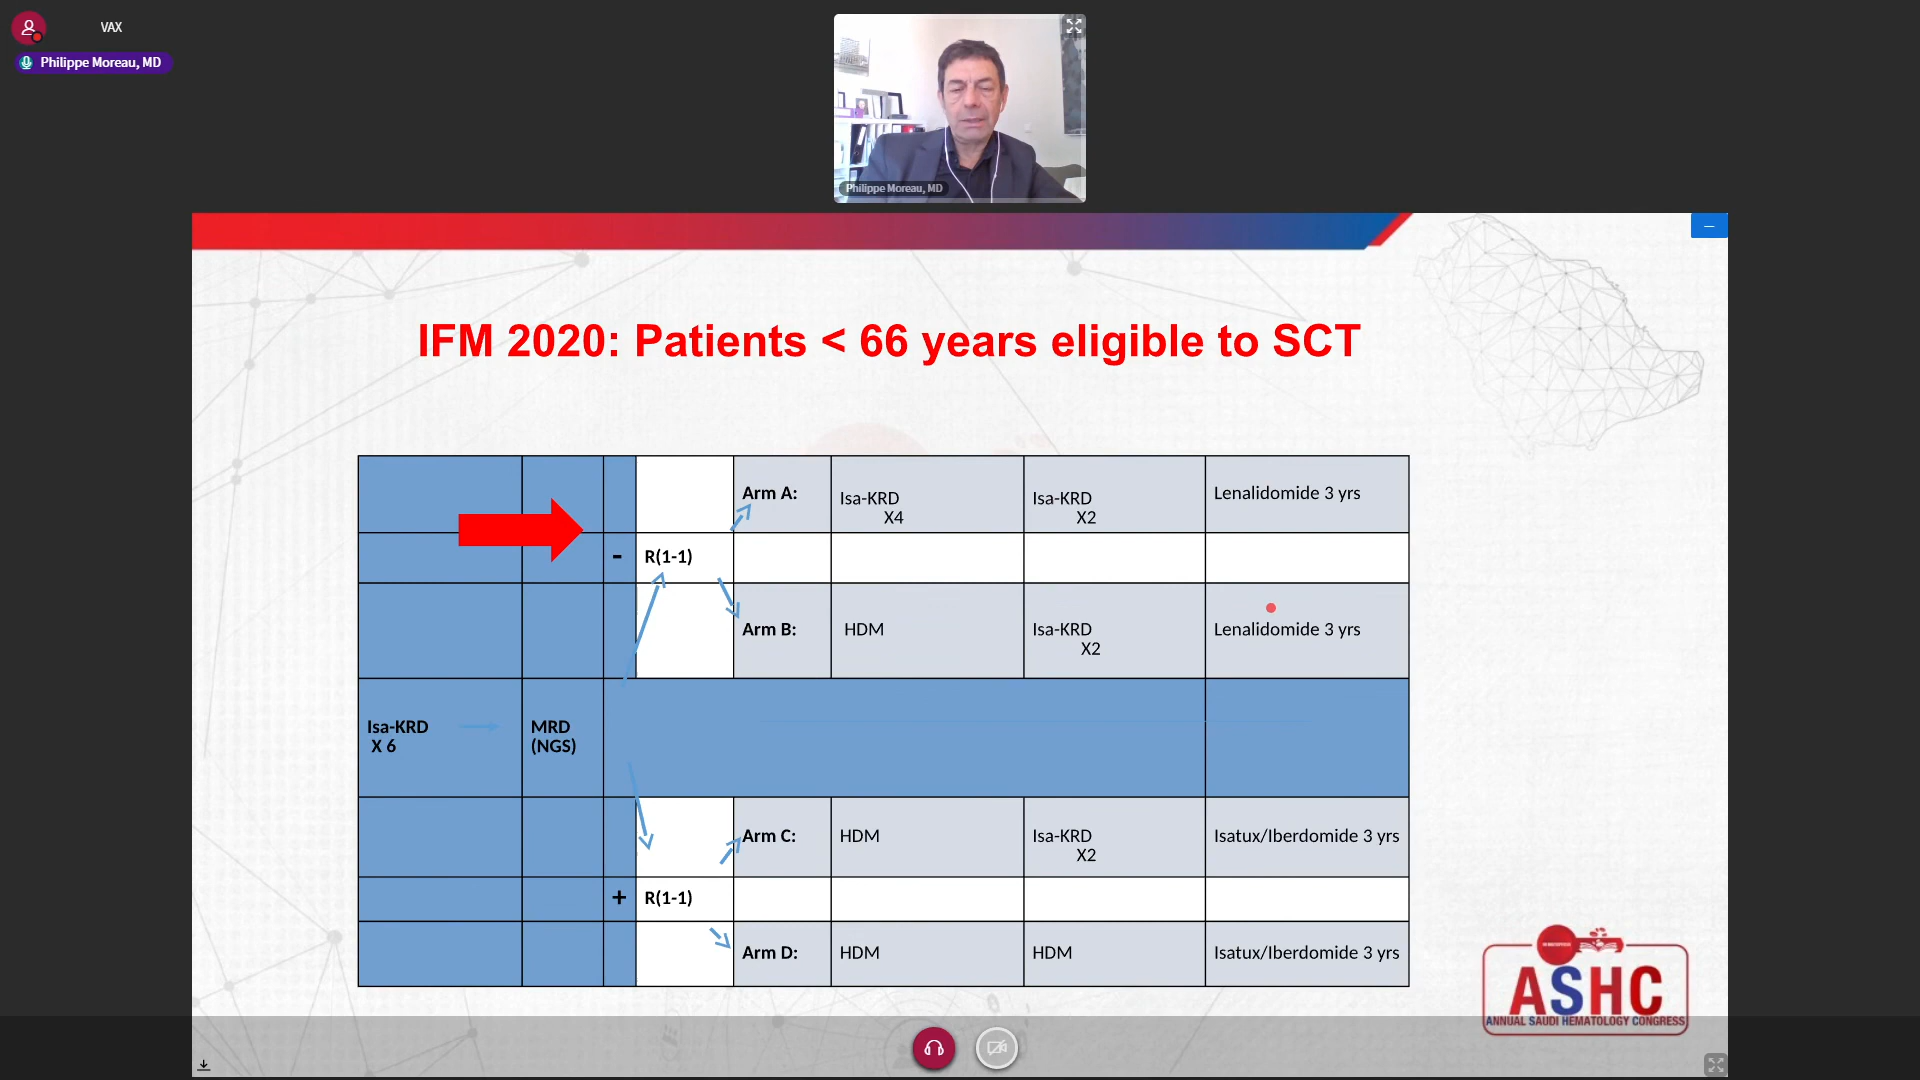 VAX
Philippe Moreau, MD
Philippe Moreau, MD
IFM 2020: Patients < 66 years eligible to SCT
Arm A:
Isa-KRD
X4
Isa-KRD
X2
Lenalidomide 3 yrs
-
R(1-1)
Arm B:
HDM
Isa-KRD
X2
Lenalidomide 3 yrs
Isa-KRD
X 6
MRD
(NGS)
Arm C:
HDM
Isa-KRD
X2
Isatux/Iberdomide 3 yrs
+
R(1-1)
Arm D:
HDM
HDM
Isatux/Iberdomide 3 yrs
ASHC
ANNUAL SAUDI HEMATOLOGY CONGRESS